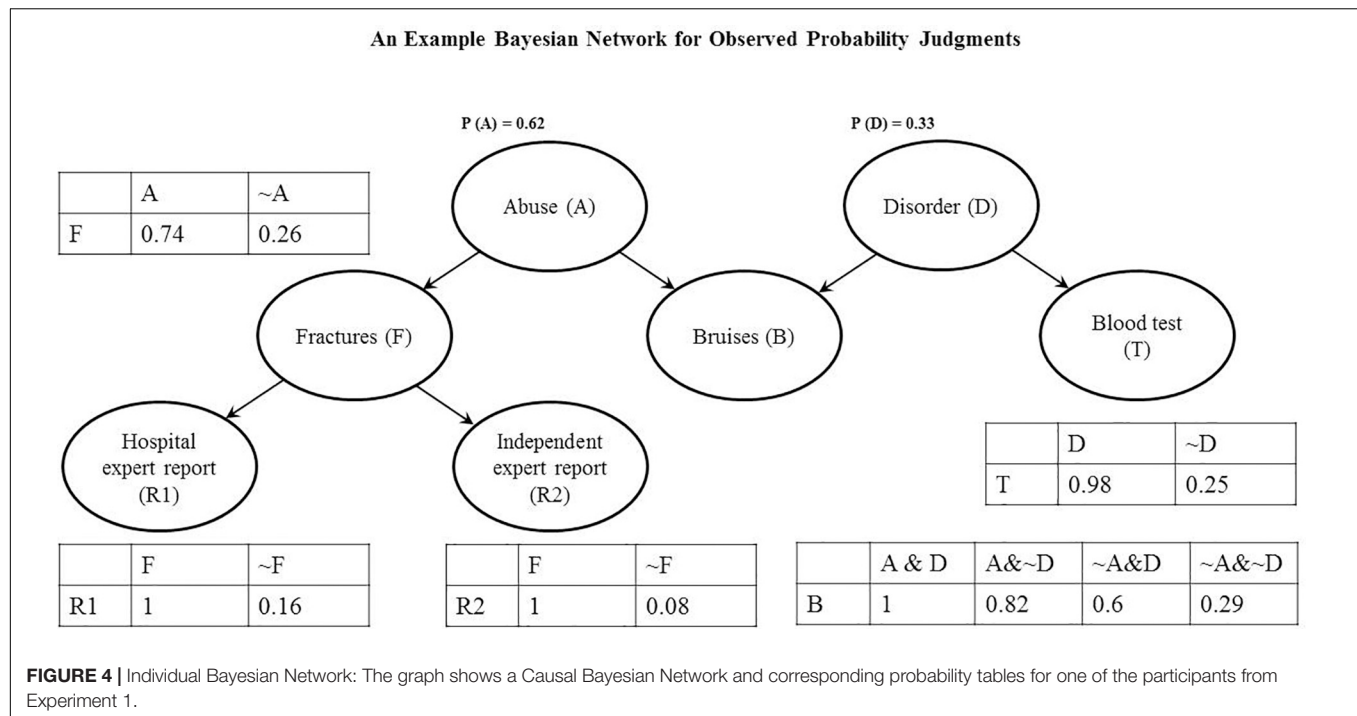 An Example Bayesian Network for Observed Probability Judgments
P (A) = 0.62
P (D) = 0.33
A ~A
F 0.74 0.26
Abuse (A)
Disorder (D)
Fractures (F)
Bruises (B)
Blood test
(T)
Hospital
expert report
(R1)
Independent
expert report
(R2)
D ~D
T 0.98 0.25
F ~F
R1 1 0.16
F ~F
R2 1 0.08
A & D A&~D ~A&D ~A&~D
B 1 0.82 0.6 0.29
FIGURE 4 | Individual Bayesian Network: The graph shows a Causal Bayesian Network and corresponding probability tables for one of the participants from
Experiment 1.